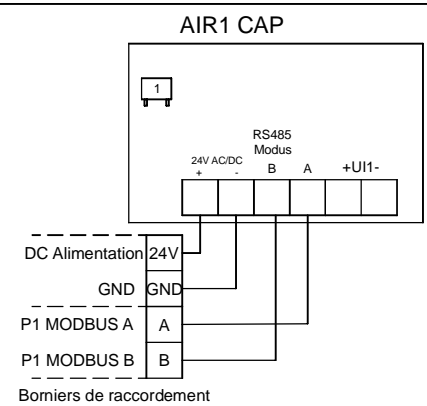 AIR1 CAP
1
RS485
Modus
24V AC/DC
+ - B A +UI1-
DC Alimentation 24V
GND GND
P1 MODBUS A A
P1 MODBUS B B
Borniers de raccordement